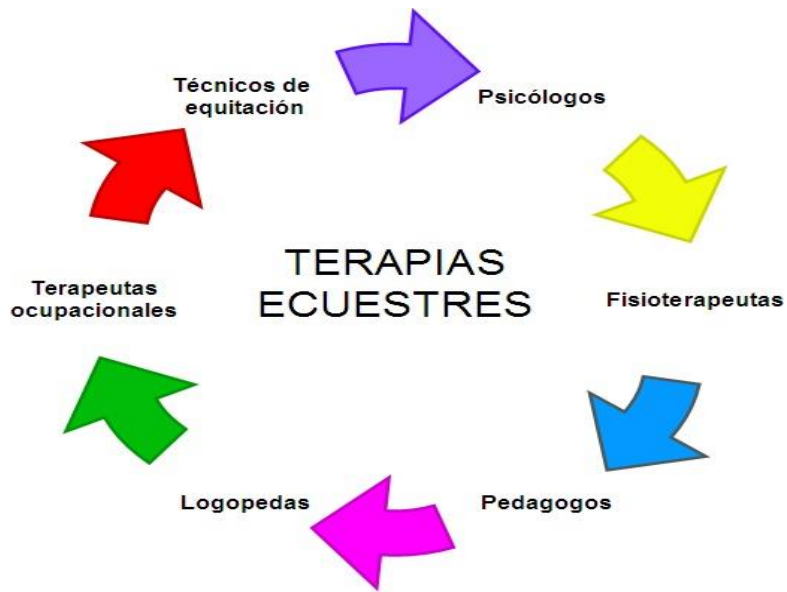 Técnicos de
equitación
Psicólogos
TERAPIAS
ECUESTRES
Terapeutas
ocupacionales
Fisioterapeutas
Logopedas
Pedagogos